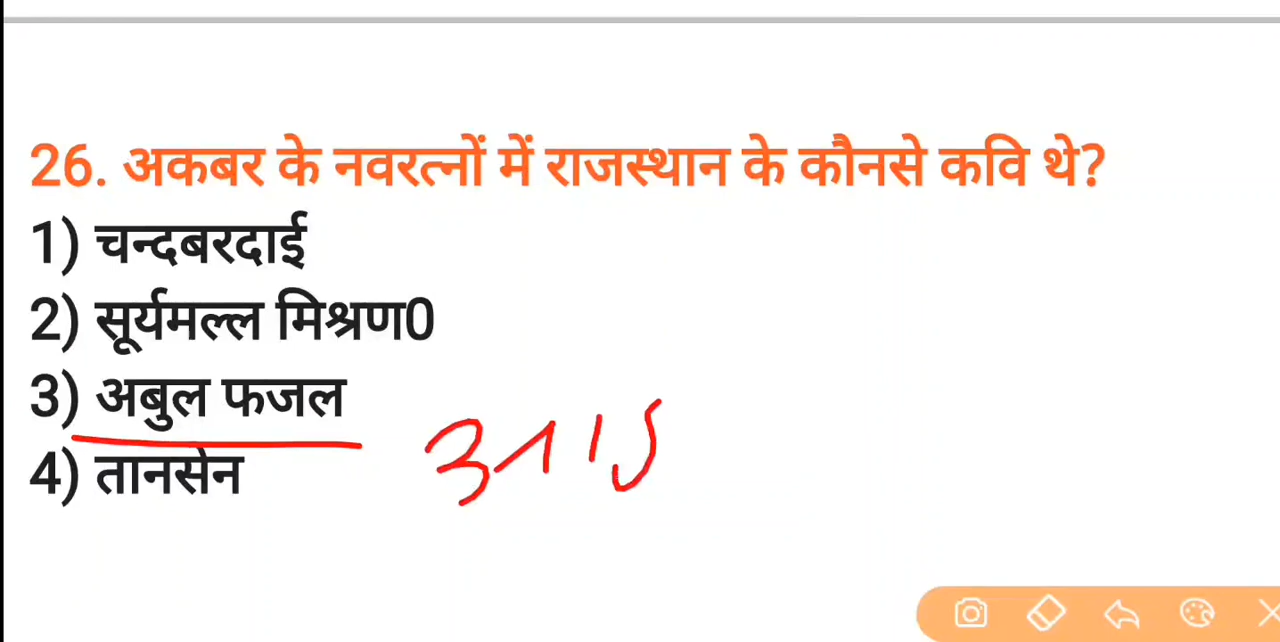 26. अकबर के नवरत्नों में राजस्थान के कौनसे कवि थे?
1) चन्दबरदाई
2) सूर्यमल्ल मिश्रण0
3) अबुल फजल
4) तानसेन